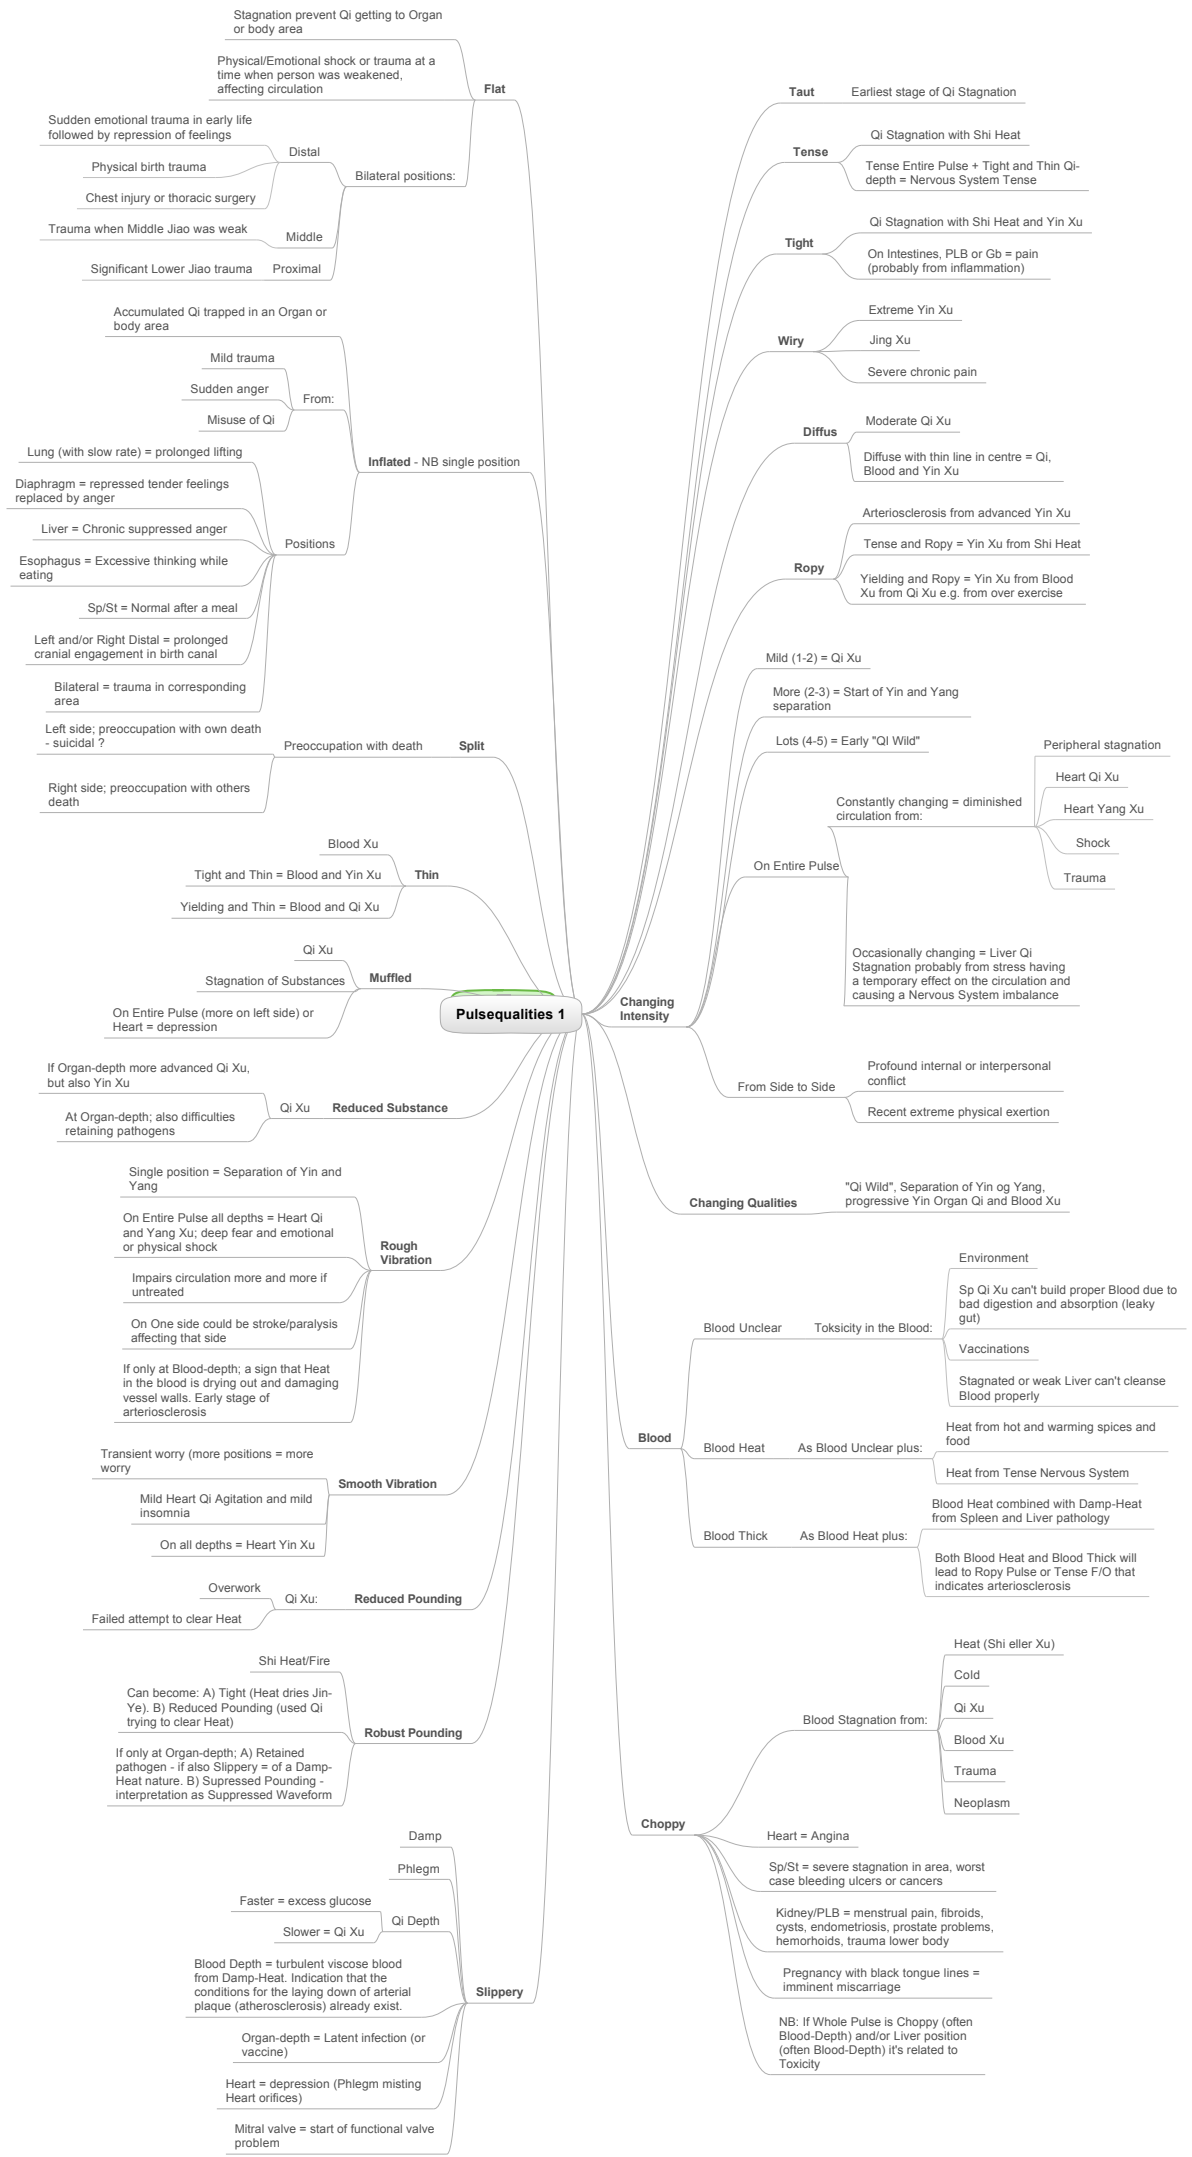 Stagnation prevent Qi getting to Organ
or body area
Physical/Emotional shock or trauma at a
time when person was weakened,
affecting circulation
Flat
Sudden emotional trauma in early life
followed by repression of feelings
Distal
Physical birth trauma
Bilateral positions:
Chest injury or thoracic surgery
Trauma when Middle Jiao was weak
Middle
Significant Lower Jiao trauma
Proximal
Accumulated Qi trapped in an Organ or
body area
Mild trauma
Sudden anger
From:
Misuse of Qi
Inflated - NB single position
Lung (with slow rate) = prolonged lifting
Diaphragm = repressed tender feelings
replaced by anger
Liver = Chronic suppressed anger
Positions
Esophagus = Excessive thinking while
eating
Sp/St = Normal after a meal
Left and/or Right Distal = prolonged
cranial engagement in birth canal
Bilateral = trauma in corresponding
area
Left side; preoccupation with own death
- suicidal ?
Preoccupation with death
Split
Right side; preoccupation with others
death
Blood Xu
Tight and Thin = Blood and Yin Xu
Thin
Yielding and Thin = Blood and Qi Xu
Qi Xu
Stagnation of Substances
Muffled
On Entire Pulse (more on left side) or
Heart = depression
Pulsequalities 1
If Organ-depth more advanced Qi Xu,
but also Yin Xu
Qi Xu
Reduced Substance
At Organ-depth; also difficulties
retaining pathogens
Single position = Separation of Yin and
Yang
On Entire Pulse all depths = Heart Qi
and Yang Xu; deep fear and emotional
or physical shock
Rough
Vibration
Impairs circulation more and more if
untreated
On One side could be stroke/paralysis
affecting that side
If only at Blood-depth; a sign that Heat
in the blood is drying out and damaging
vessel walls. Early stage of
arteriosclerosis
Transient worry (more positions = more
worry
Smooth Vibration
Mild Heart Qi Agitation and mild
insomnia
On all depths = Heart Yin Xu
Overwork
Qi Xu:
Reduced Pounding
Failed attempt to clear Heat
Shi Heat/Fire
Can become: A) Tight (Heat dries Jin-
Ye). B) Reduced Pounding (used Qi
trying to clear Heat)
Robust Pounding
If only at Organ-depth; A) Retained
pathogen - if also Slippery = of a Damp-
Heat nature. B) Supressed Pounding -
interpretation as Suppressed Waveform
Damp
Phlegm
Faster = excess glucose
Qi Depth
Slower = Qi Xu
Blood Depth = turbulent viscose blood
from Damp-Heat. Indication that the
conditions for the laying down of arterial
plaque (atherosclerosis) already exist.
Slippery
Organ-depth = Latent infection (or
vaccine)
Heart = depression (Phlegm misting
Heart orifices)
Mitral valve = start of functional valve
problem
Taut
Earliest stage of Qi Stagnation
Qi Stagnation with Shi Heat
Tense
Tense Entire Pulse + Tight and Thin Qi-
depth = Nervous System Tense
Qi Stagnation with Shi Heat and Yin Xu
Tight
On Intestines, PLB or Gb = pain
(probably from inflammation)
Extreme Yin Xu
Wiry
Jing Xu
Severe chronic pain
Moderate Qi Xu
Diffus
Diffuse with thin line in centre = Qi,
Blood and Yin Xu
Arteriosclerosis from advanced Yin Xu
Tense and Ropy = Yin Xu from Shi Heat
Ropy
Yielding and Ropy = Yin Xu from Blood
Xu from Qi Xu e.g. from over exercise
Mild (1-2) = Qi Xu
More (2-3) = Start of Yin and Yang
separation
Lots (4-5) = Early "QI Wild"
Peripheral stagnation
Heart Qi Xu
Constantly changing = diminished
circulation from:
Heart Yang Xu
Shock
Trauma
On Entire Pulse
Occasionally changing = Liver Qi
Stagnation probably from stress having
a temporary effect on the circulation and
causing a Nervous System imbalance
Changing
Intensity
From Side to Side
Profound internal or interpersonal
conflict
Recent extreme physical exertion
Changing Qualities
"Qi Wild", Separation of Yin og Yang,
progressive Yin Organ Qi and Blood Xu
Environment
Sp Qi Xu can't build proper Blood due to
bad digestion and absorption (leaky
gut)
Blood Unclear
Toksicity in the Blood:
Vaccinations
Stagnated or weak Liver can't cleanse
Blood properly
Blood
Heat from hot and warming spices and
food
Blood Heat
As Blood Unclear plus:
Heat from Tense Nervous System
Blood Heat combined with Damp-Heat
from Spleen and Liver pathology
Blood Thick
As Blood Heat plus:
Both Blood Heat and Blood Thick will
lead to Ropy Pulse or Tense F/O that
indicates arteriosclerosis
Heat (Shi eller Xu)
Cold
Qi Xu
Blood Stagnation from:
Blood Xu
Trauma
Neoplasm
Choppy
Heart = Angina
Sp/St = severe stagnation in area, worst
case bleeding ulcers or cancers
Kidney/PLB = menstrual pain, fibroids,
cysts, endometriosis, prostate problems,
hemorhoids, trauma lower body
Pregnancy with black tongue lines =
imminent miscarriage
NB: If Whole Pulse is Choppy (often
Blood-Depth) and/or Liver position
(often Blood-Depth) it's related to
Toxicity